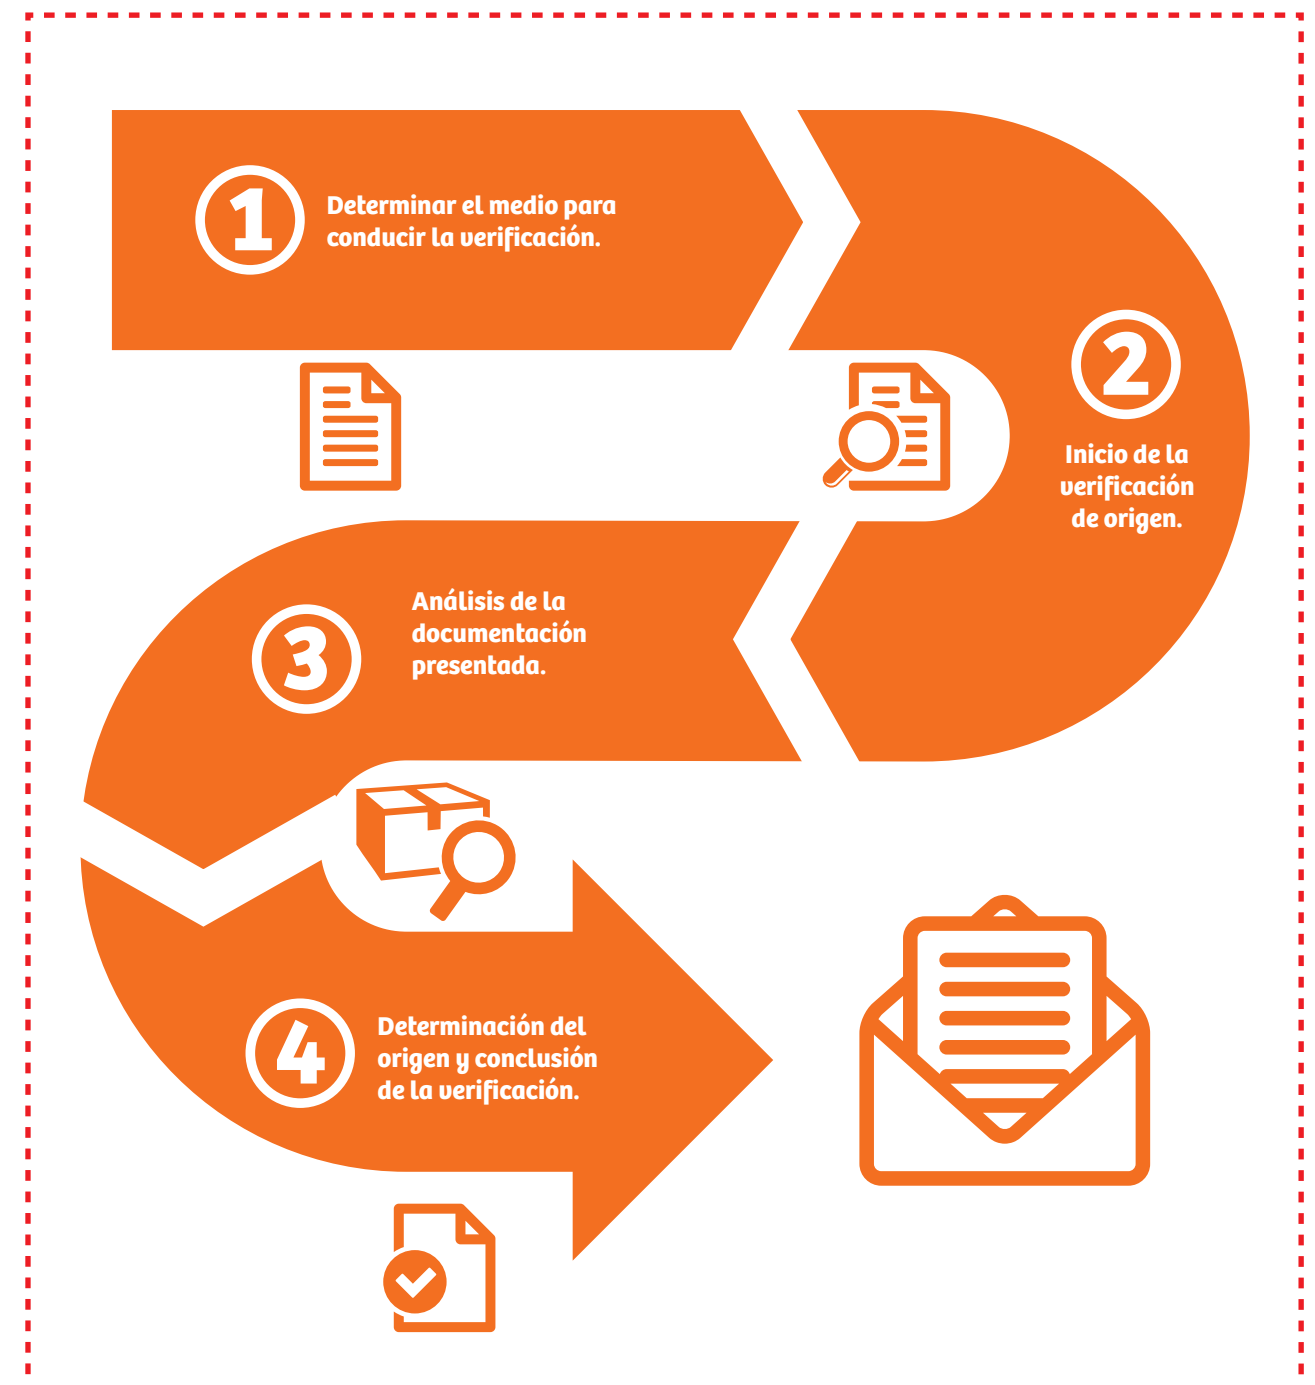 1
Determinar el medio para
conducir la verificación.
2
Inicio de la
verificación
de origen.
3
Análisis de la
documentación
presentada.
4
Determinación del
origen y conclusión
de la verificación.